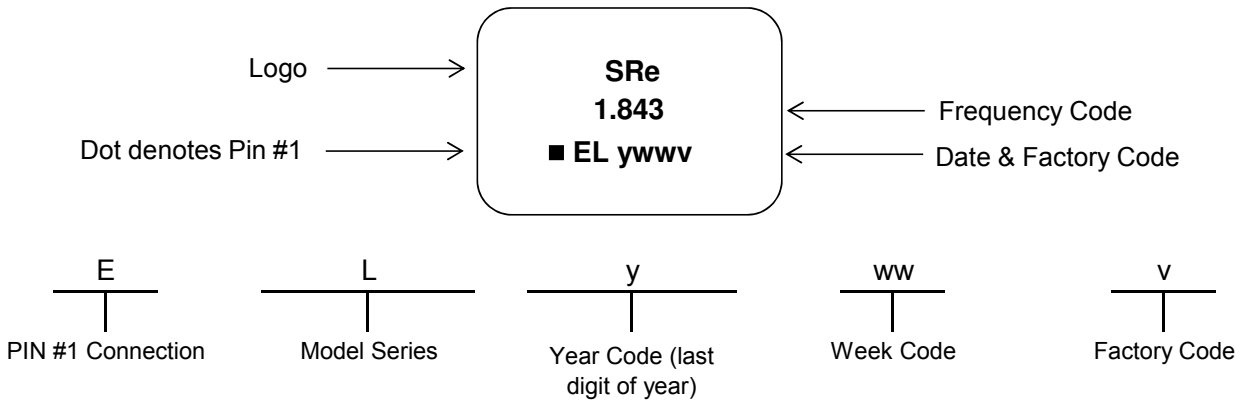 Logo
SRe
1.843
Frequency Code
Dot denotes Pin #1
■ EL ywwv
Date & Factory Code
E
L
y
ww
v
PIN #1 Connection
Model Series
Year Code (last
digit of year)
Week Code
Factory Code